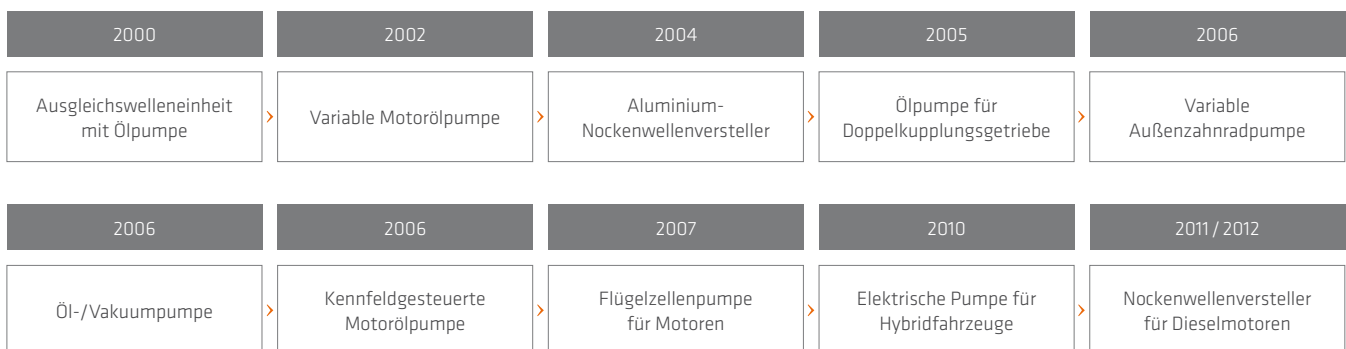 2000
2002
2004
2005
2006
Ausgleichswelleneinheit
mit Ölpumpe
Variable Motorölpumpe
Aluminium-
Nockenwellenversteller
Ölpumpe für
Doppelkupplungsgetriebe
Variable
Außenzahnradpumpe
2006
2006
2007
2010
2011 / 2012
Öl-/Vakuumpumpe
Kennfeldgesteuerte
Motorölpumpe
Flügelzellenpumpe
für Motoren
Elektrische Pumpe für
Hybridfahrzeuge
Nockenwellenversteller
für Dieselmotoren